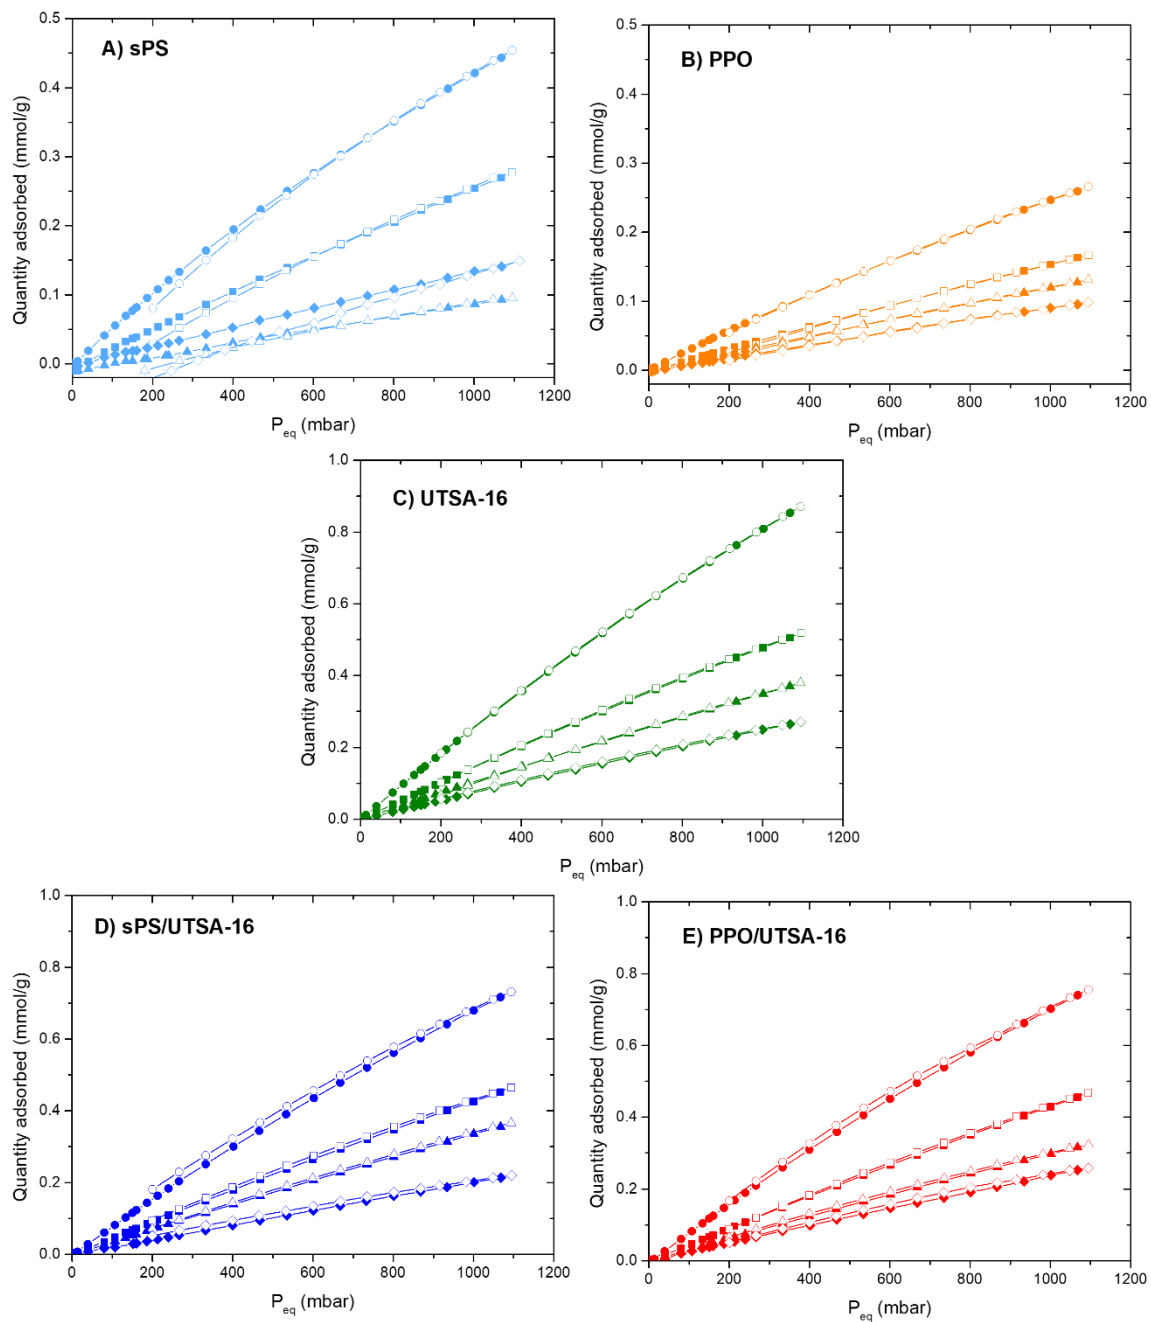 A) sPS
Quantity adsorbed (mmol/g)
0.5
0.4
0.3
0.2
0.1
0.0
0 200 400 600 800 1000 1200
Peq (mbar)
B) PPO
Quantity adsorbed (mmol/g)
0.5
0.4
0.3
0.2
0.1
0.0
0 200 400 600 800 1000 1200
Peq (mbar)
C) UTSA-16
Quantity adsorbed (mmol/g)
1.0
0.8
0.6
0.4
0.2
0.0
0 200 400 600 800 1000 1200
Peq (mbar)
D) sPS/UTSA-16
Quantity adsorbed (mmol/g)
1.0
0.8
0.6
0.4
0.2
0.0
0 200 400 600 800 1000 1200
Peq (mbar)
E) PPO/UTSA-16
Quantity adsorbed (mmol/g)
1.0
0.8
0.6
0.4
0.2
0.0
0 200 400 600 800 1000 1200
Peq (mbar)